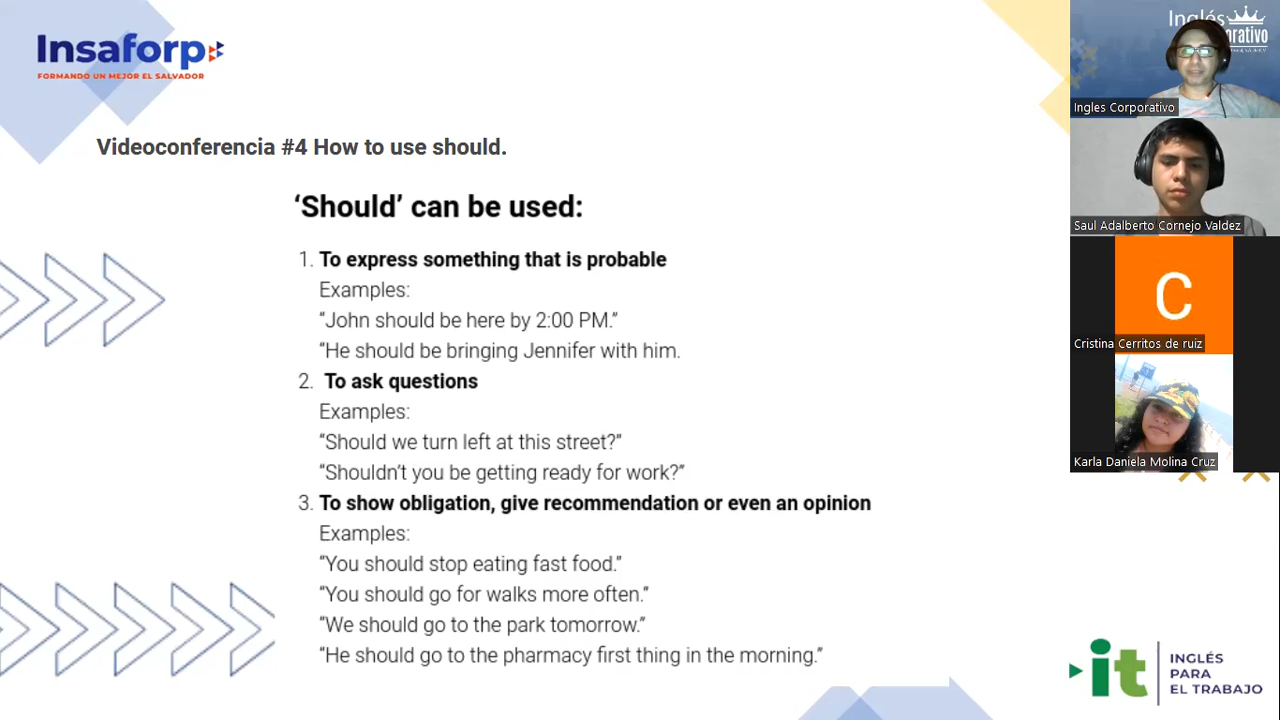 Insaforp
FORMANDO UN MEJOR EL SALVADOR
Videoconferencia #4 How to use should.
‘Should’ can be used:
1. To express something that is probable
Examples:
“John should be here by 2:00 PM.”
“He should be bringing Jennifer with him.
2. To ask questions
Examples:
“Should we turn left at this street?”
“Shouldn’t you be getting ready for work?”
3. To show obligation, give recommendation or even an opinion
Examples:
“You should stop eating fast food.”
“You should go for walks more often.”
“We should go to the park tomorrow.”
“He should go to the pharmacy first thing in the morning.”
Inglés
Ingles Corporativo
Saul Adalberto Cornejo Valdez
C
Cristina Cerritos de ruiz
Karla Daniela Molina Cruz
it
INGLÉS
PARA
EL TRABAJO